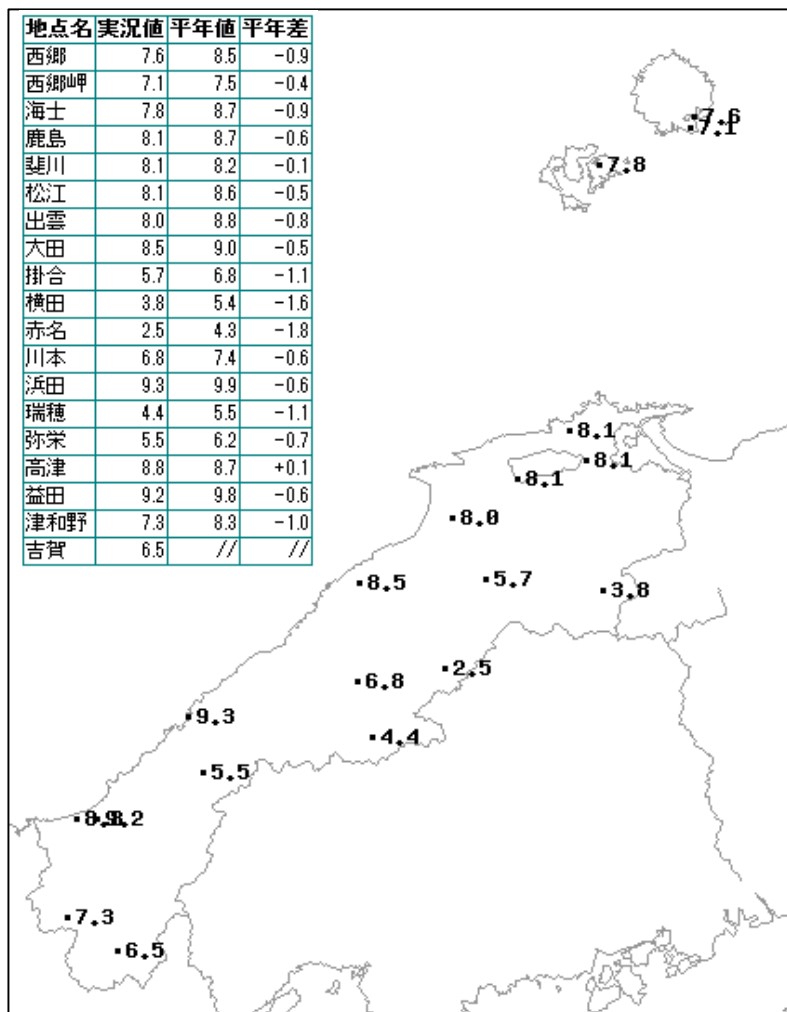 地点名 実況値 平年値 平年差
西郷 7.6 8.5 -0.9
西郷岬 7.1 7.5 -0.4
海士 7.8 8.7 -0.9
鹿島 8.1 8.7 -0.6
斐川 8.1 8.2 -0.1
松江 8.1 8.6 -0.5
出雲 8.0 8.8 -0.8
大田 8.5 9.0 -0.5
掛合 5.7 6.8 -1.1
横田 3.8 5.4 -1.6
赤名 2.5 4.3 -1.8
川本 6.8 7.4 -0.6
浜田 9.3 9.9 -0.6
瑞穂 4.4 5.5 -1.1
弥栄 5.5 6.2 -0.7
高津 8.8 8.7 +0.1
益田 9.2 9.8 -0.6
津和野 7.3 8.3 -1.0
吉賀 6.5 // //
7.6
7.1
7.8
8.1
8.1
8.1
8.0
8.5
5.7
3.8
2.5
6.8
9.3
4.4
5.5
7.3
6.5